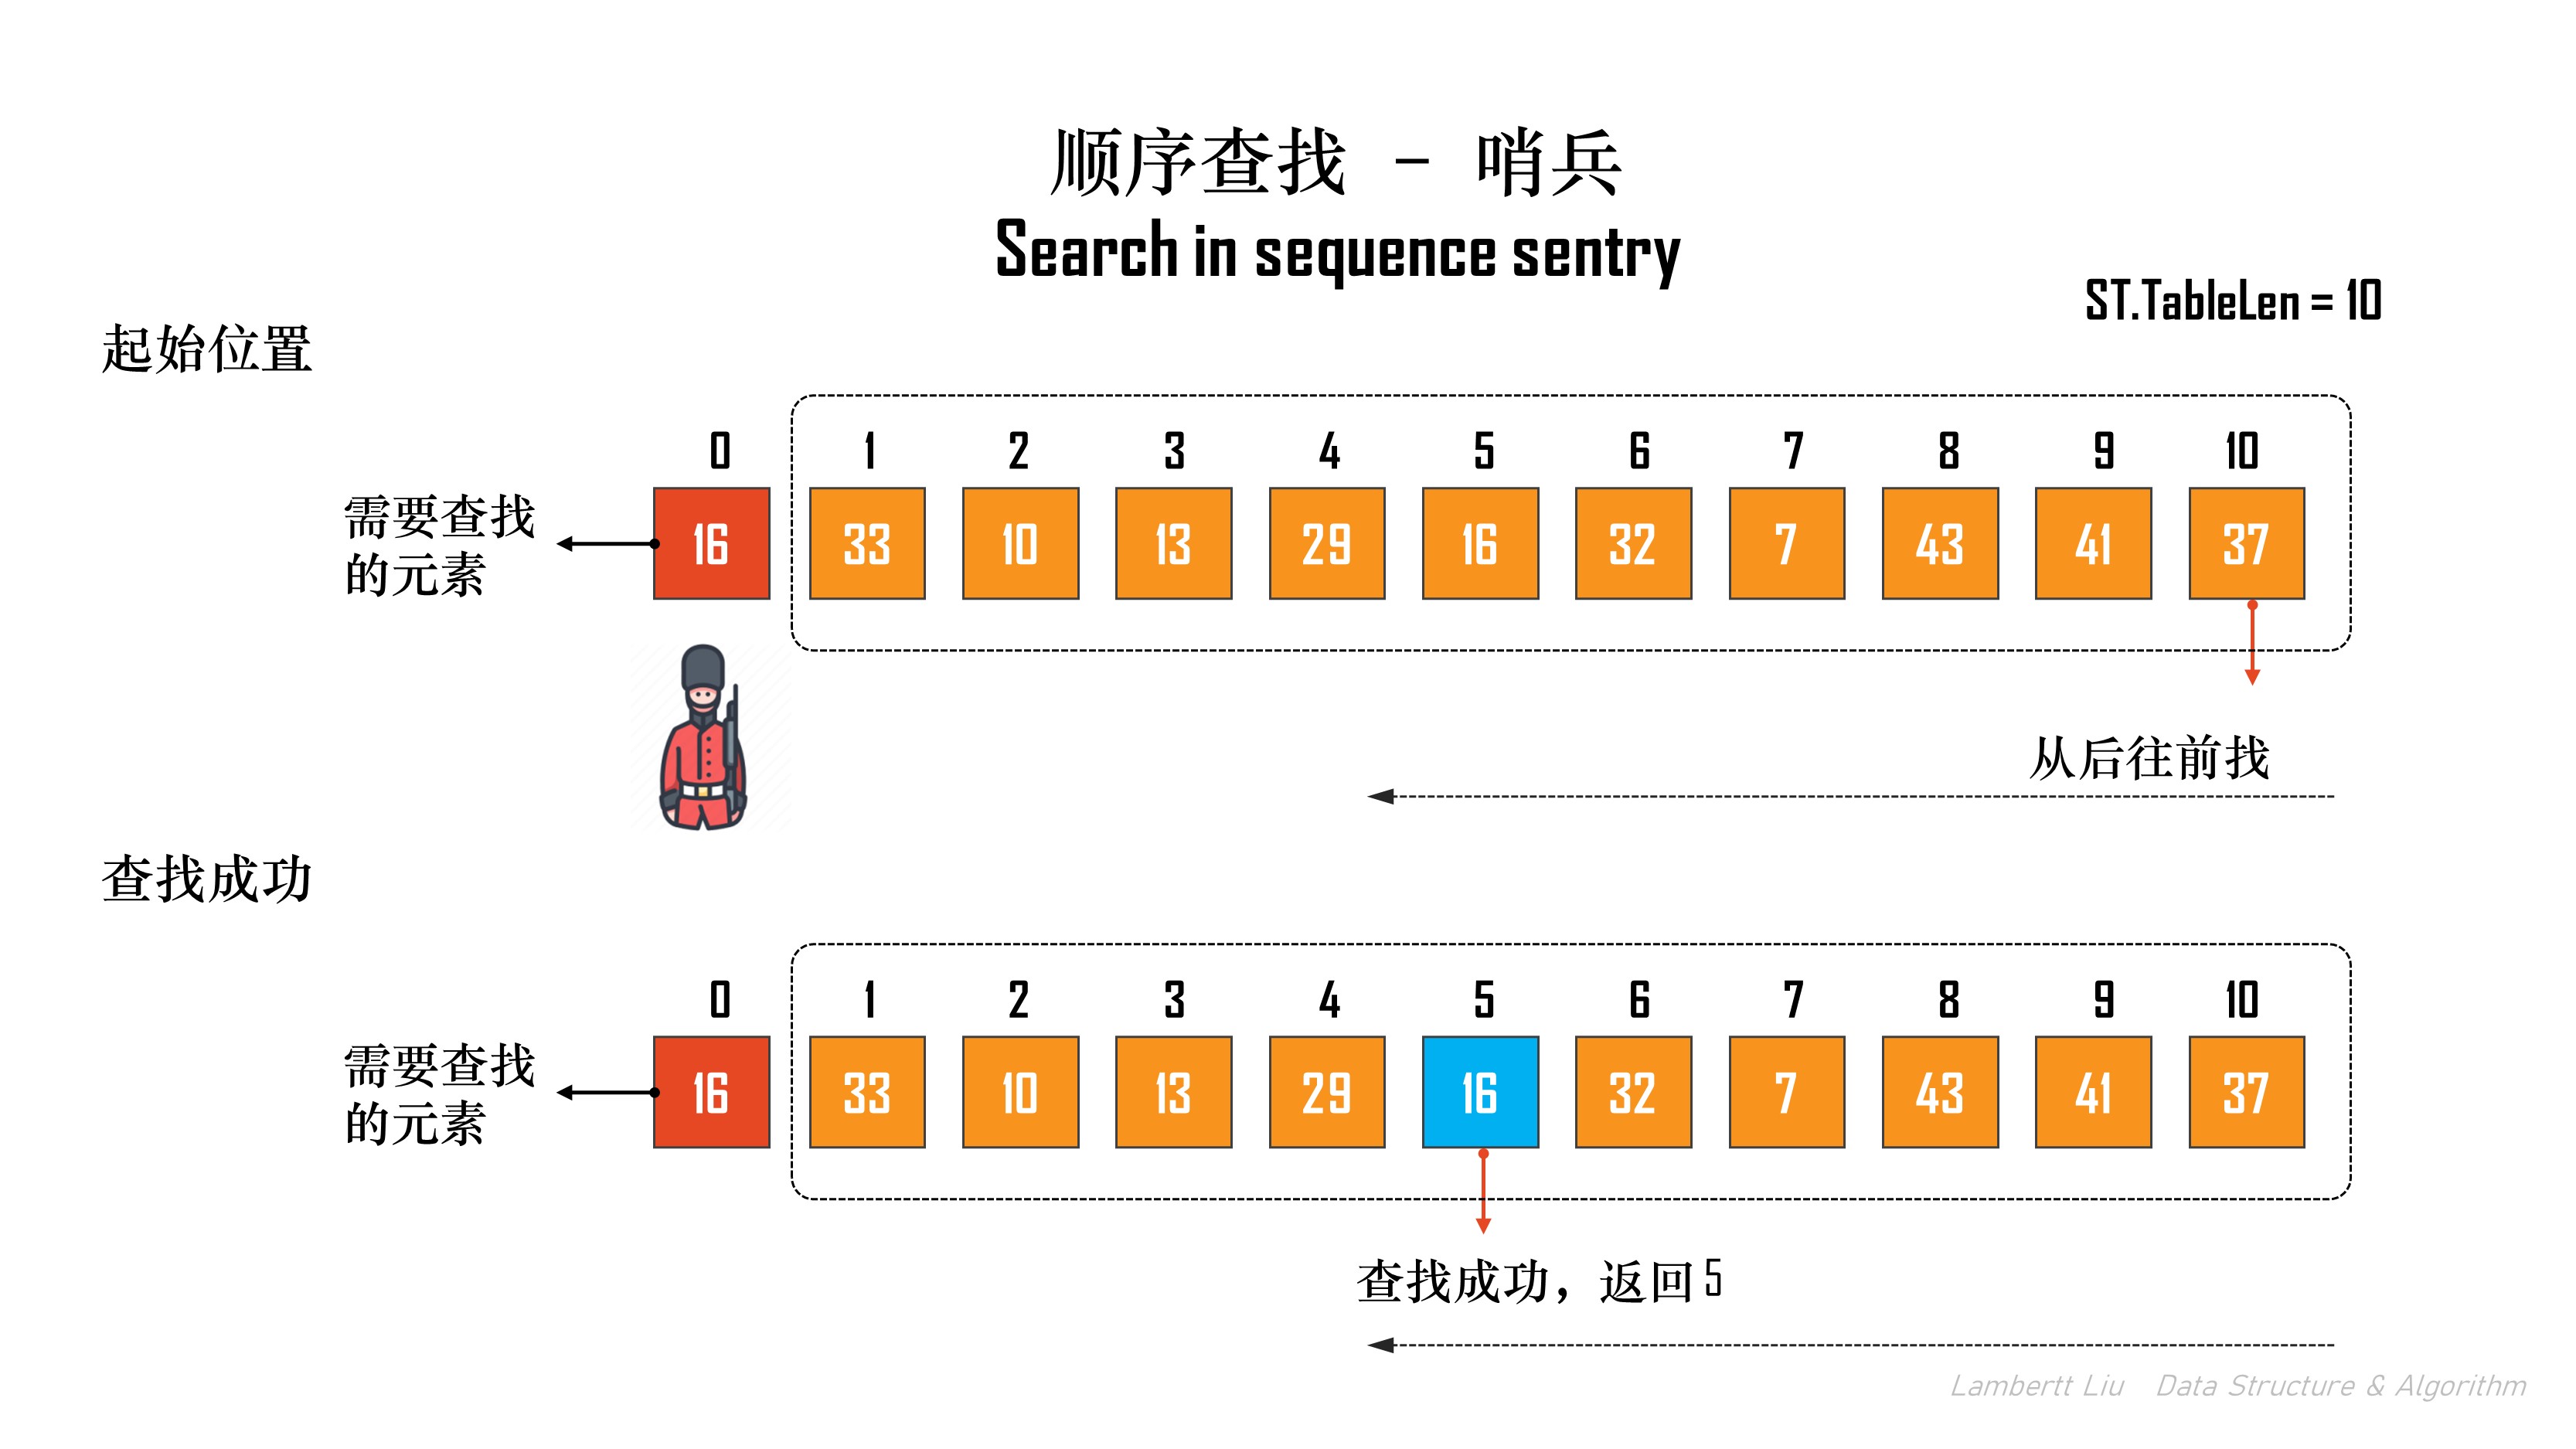 顺序查找 - 哨兵
Search in sequence sentry
ST.TableLen = 10
起始位置
0 1 2 3 4 5 6 7 8 9 10
需要查找
的元素
16 33 10 13 29 16 32 7 43 41 37
从后往前找
查找成功
0 1 2 3 4 5 6 7 8 9 10
需要查找
的元素
16 33 10 13 29 16 32 7 43 41 37
查找成功，返回 5
Lambertt Liu Data Structure & Algorithm